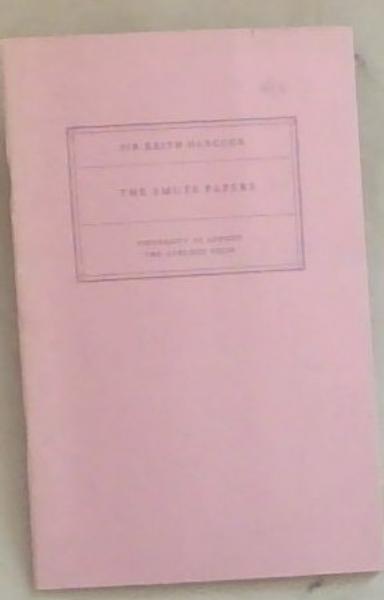 SIR KEITH HANCOCK
THE SMUTS PAPERS
UNIVERSITY OF LONDON
THE ATHLONE PRESS